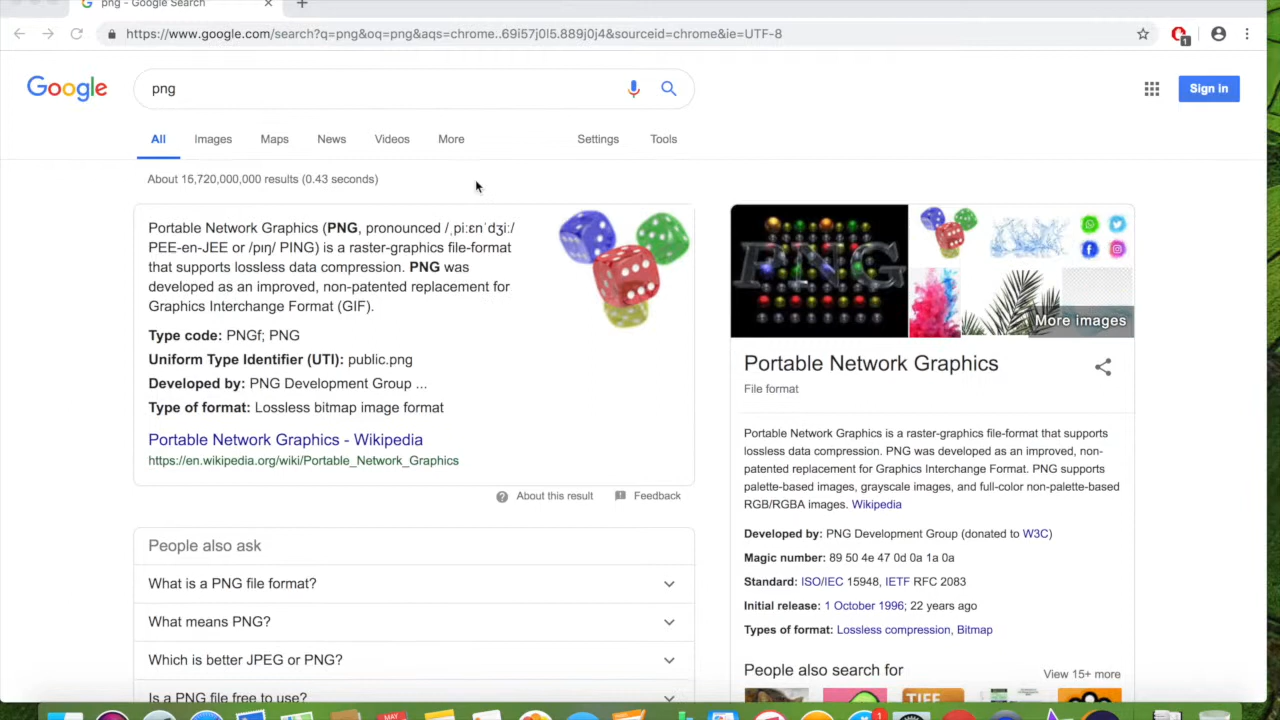 png - Google Search
https://www.google.com/search?q=png&oq=png&aqs=chrome..69i57j0l5.889j0j4&sourceid=chrome&ie=UTF-8
1
Google
png
Sign in
All Images Maps News Videos More Settings Tools
About 16,720,000,000 results (0.43 seconds)
Portable Network Graphics (PNG, pronounced /ˌpiːɛnˈdʒiː/
PEE-en-JEE or /pɪŋ/ PING) is a raster-graphics file-format
that supports lossless data compression. PNG was
developed as an improved, non-patented replacement for
Graphics Interchange Format (GIF).
Type code: PNGf; PNG
Uniform Type Identifier (UTI): public.png
Developed by: PNG Development Group ...
Type of format: Lossless bitmap image format
Portable Network Graphics - Wikipedia
https://en.wikipedia.org/wiki/Portable_Network_Graphics
About this result Feedback
People also ask
What is a PNG file format?
What means PNG?
Which is better JPEG or PNG?
Is a PNG file free to use?
PNG
More images
Portable Network Graphics
File format
Portable Network Graphics is a raster-graphics file-format that supports
lossless data compression. PNG was developed as an improved, non-
patented replacement for Graphics Interchange Format. PNG supports
palette-based images, grayscale images, and full-color non-palette-based
RGB/RGBA images. Wikipedia
Developed by: PNG Development Group (donated to W3C)
Magic number: 89 50 4e 47 0d 0a 1a 0a
Standard: ISO/IEC 15948, IETF RFC 2083
Initial release: 1 October 1996; 22 years ago
Types of format: Lossless compression, Bitmap
People also search for
View 15+ more
TIFF
MAY
1